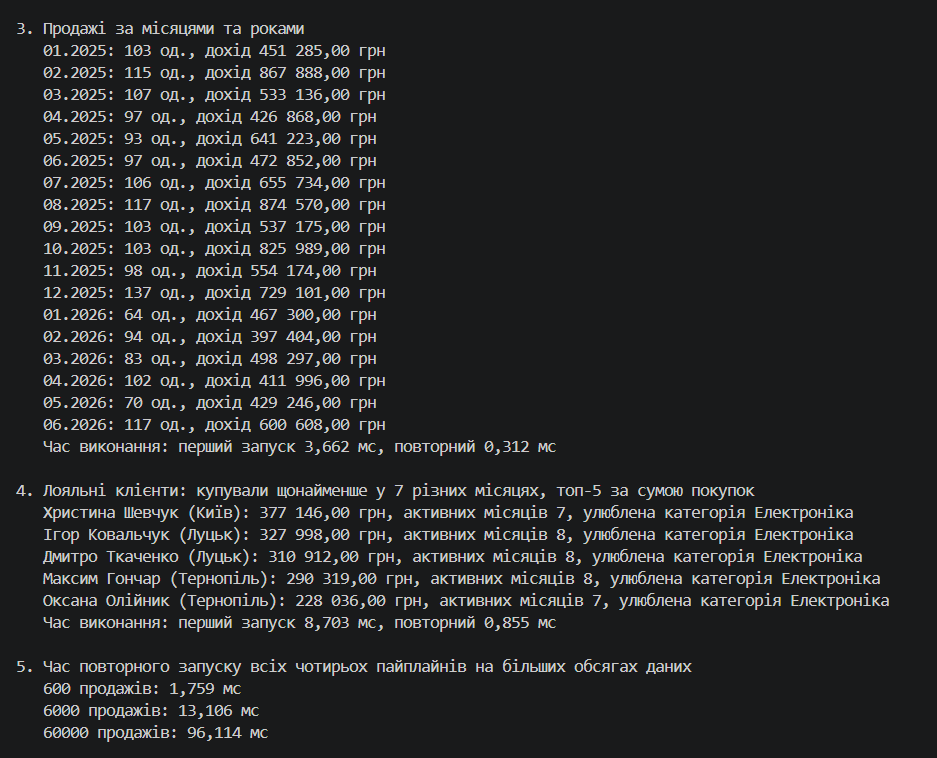 3. Продажі за місяцями та роками
01.2025: 103 од., дохід 451 285,00 грн
02.2025: 115 од., дохід 867 888,00 грн
03.2025: 107 од., дохід 533 136,00 грн
04.2025: 97 од., дохід 426 868,00 грн
05.2025: 93 од., дохід 641 223,00 грн
06.2025: 97 од., дохід 472 852,00 грн
07.2025: 106 од., дохід 655 734,00 грн
08.2025: 117 од., дохід 874 570,00 грн
09.2025: 103 од., дохід 537 175,00 грн
10.2025: 103 од., дохід 825 989,00 грн
11.2025: 98 од., дохід 554 174,00 грн
12.2025: 137 од., дохід 729 101,00 грн
01.2026: 64 од., дохід 467 300,00 грн
02.2026: 94 од., дохід 397 404,00 грн
03.2026: 83 од., дохід 498 297,00 грн
04.2026: 102 од., дохід 411 996,00 грн
05.2026: 70 од., дохід 429 246,00 грн
06.2026: 117 од., дохід 600 608,00 грн
Час виконання: перший запуск 3,662 мс, повторний 0,312 мс
4. Лояльні клієнти: купували щонайменше у 7 різних місяцях, топ-5 за сумою покупок
Христина Шевчук (Київ): 377 146,00 грн, активних місяців 7, улюблена категорія Електроніка
Ігор Ковальчук (Луцьк): 327 998,00 грн, активних місяців 8, улюблена категорія Електроніка
Дмитро Ткаченко (Луцьк): 310 912,00 грн, активних місяців 8, улюблена категорія Електроніка
Максим Гончар (Тернопіль): 290 319,00 грн, активних місяців 8, улюблена категорія Електроніка
Оксана Олійник (Тернопіль): 228 036,00 грн, активних місяців 7, улюблена категорія Електроніка
Час виконання: перший запуск 8,703 мс, повторний 0,855 мс
5. Час повторного запуску всіх чотирьох пайплайнів на більших обсягах даних
600 продажів: 1,759 мс
6000 продажів: 13,106 мс
60000 продажів: 96,114 мс